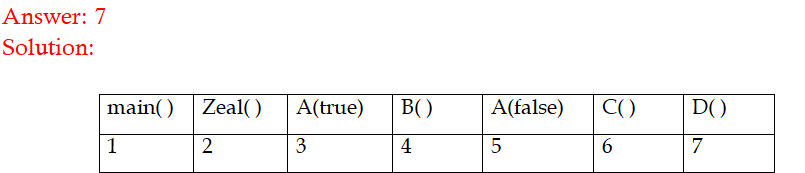 Answer: 7
Solution:
main( ) Zeal( ) A(true) B( ) A(false) C( ) D( )
1 2 3 4 5 6 7